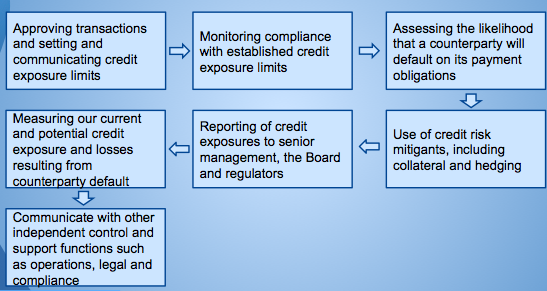 Approving transactions
and setting and
communicating credit
exposure limits
Monitoring compliance
with established credit
exposure limits
Assessing the likelihood
that a counterparty will
default on its payment
obligations
Use of credit risk
mitigants, including
collateral and hedging
Reporting of credit
exposures to senior
management, the Board
and regulators
Measuring our current
and potential credit
exposure and losses
resulting from
counterparty default
Communicate with other
independent control and
support functions such
as operations, legal and
compliance